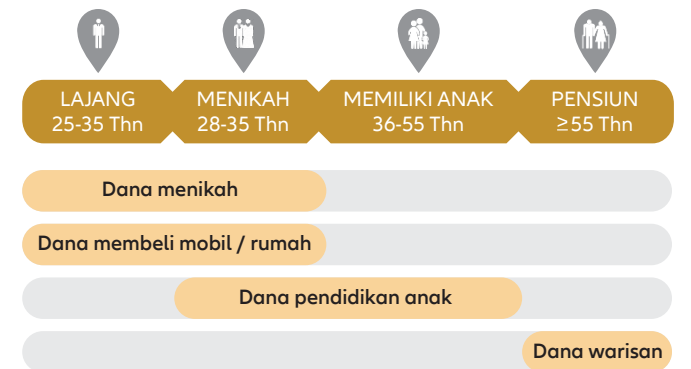 LAJANG
25-35 Thn
MENIKAH
28-35 Thn
MEMILIKI ANAK
36-55 Thn
PENSIUN
≥55 Thn
Dana menikah
Dana membeli mobil / rumah
Dana pendidikan anak
Dana warisan